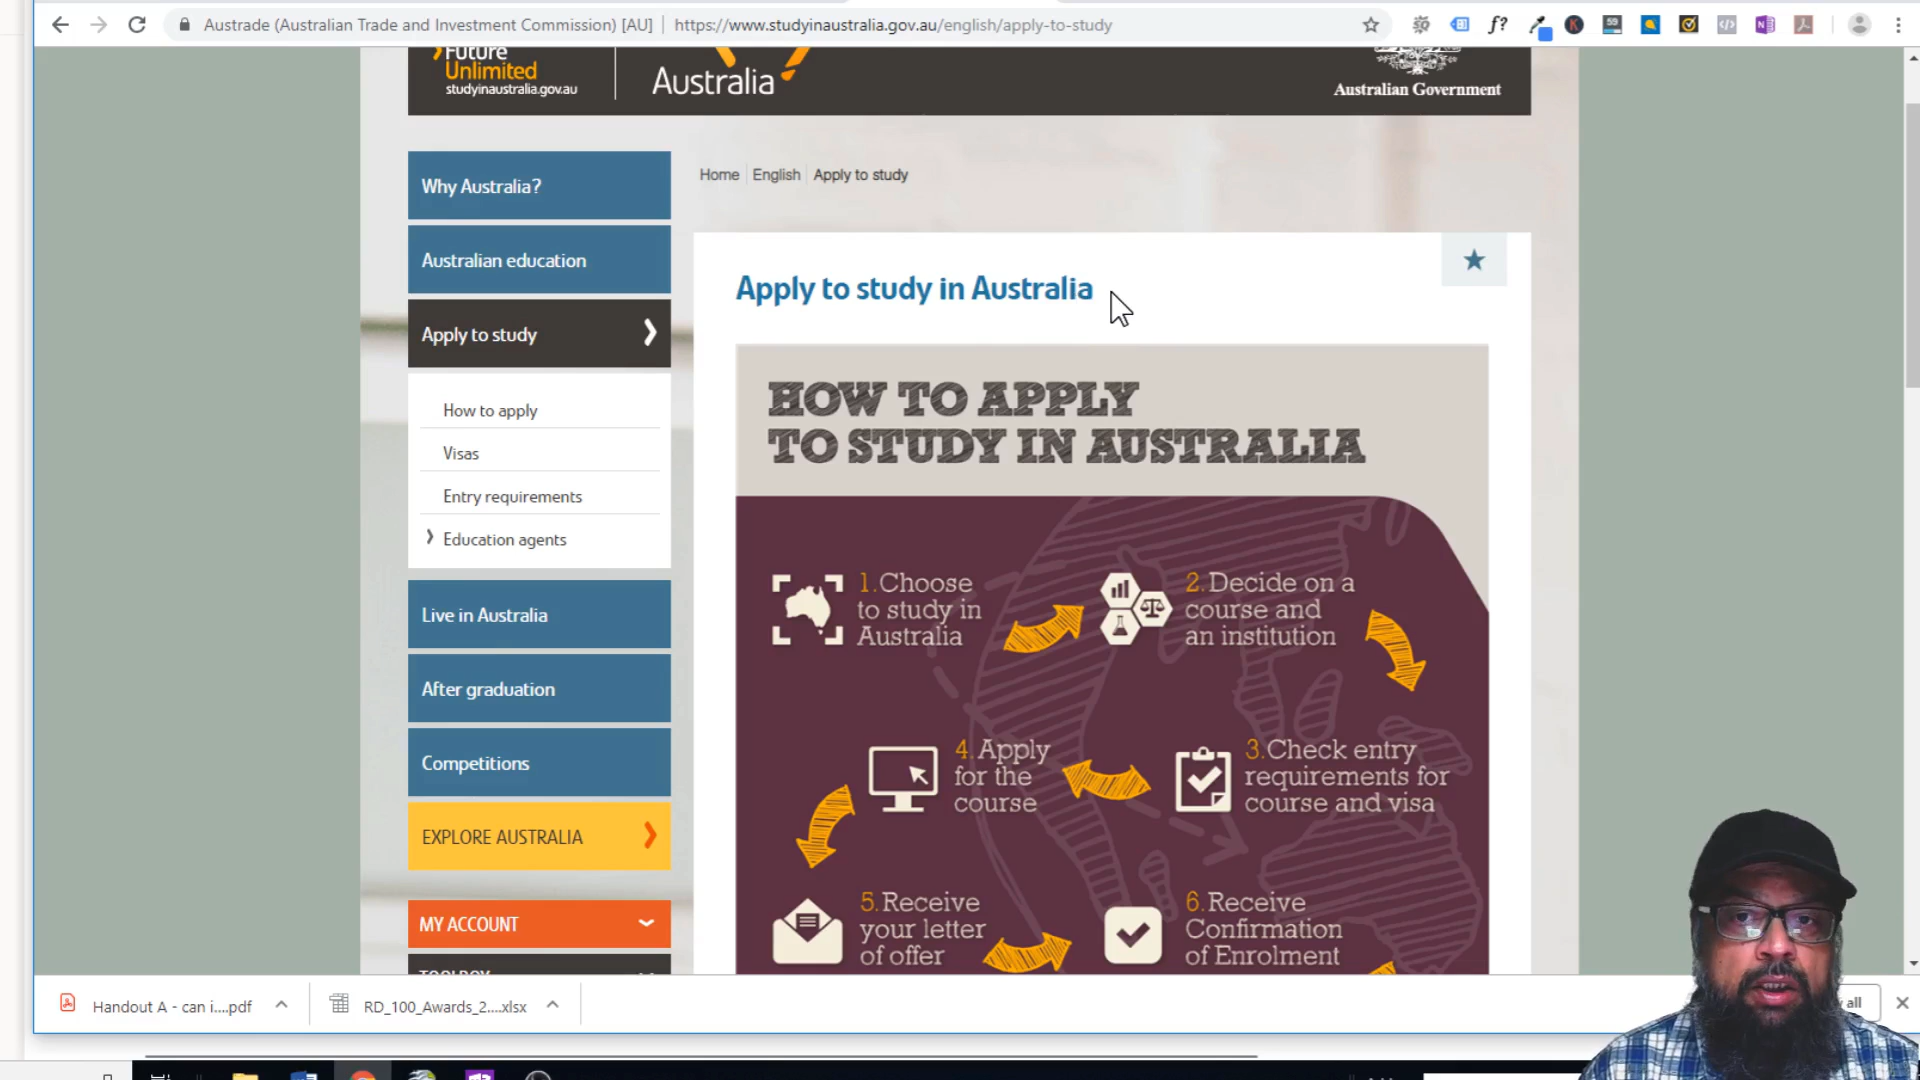 Austrade (Australian Trade and Investment Commission) [AU] | https://www.studyinaustralia.gov.au/english/apply-to-study
Future
Unlimited
studyinaustralia.gov.au
Australia
Australian Government
Why Australia?
Australian education
Apply to study
How to apply
Visas
Entry requirements
Education agents
Live in Australia
After graduation
Competitions
EXPLORE AUSTRALIA
MY ACCOUNT
TOOLBOX
Home
English
Apply to study
Apply to study in Australia
HOW TO APPLY
TO STUDY IN AUSTRALIA
1.Choose
to study in
Australia
2.Decide on a
course and
an institution
3.Check entry
requirements for
course and visa
4.Apply
for the
course
5.Receive
your letter
of offer
6.Receive
Confirmation
of Enrolment
Handout A - can i....pdf
RD_100_Awards_2....xlsx
all